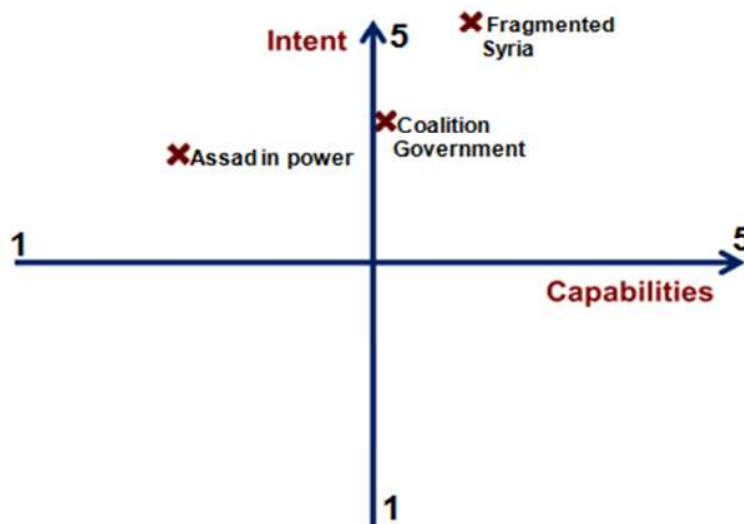 Intent
5
Fragmented
Syria
Coalition
Government
Assad in power
1
5
Capabilities
1